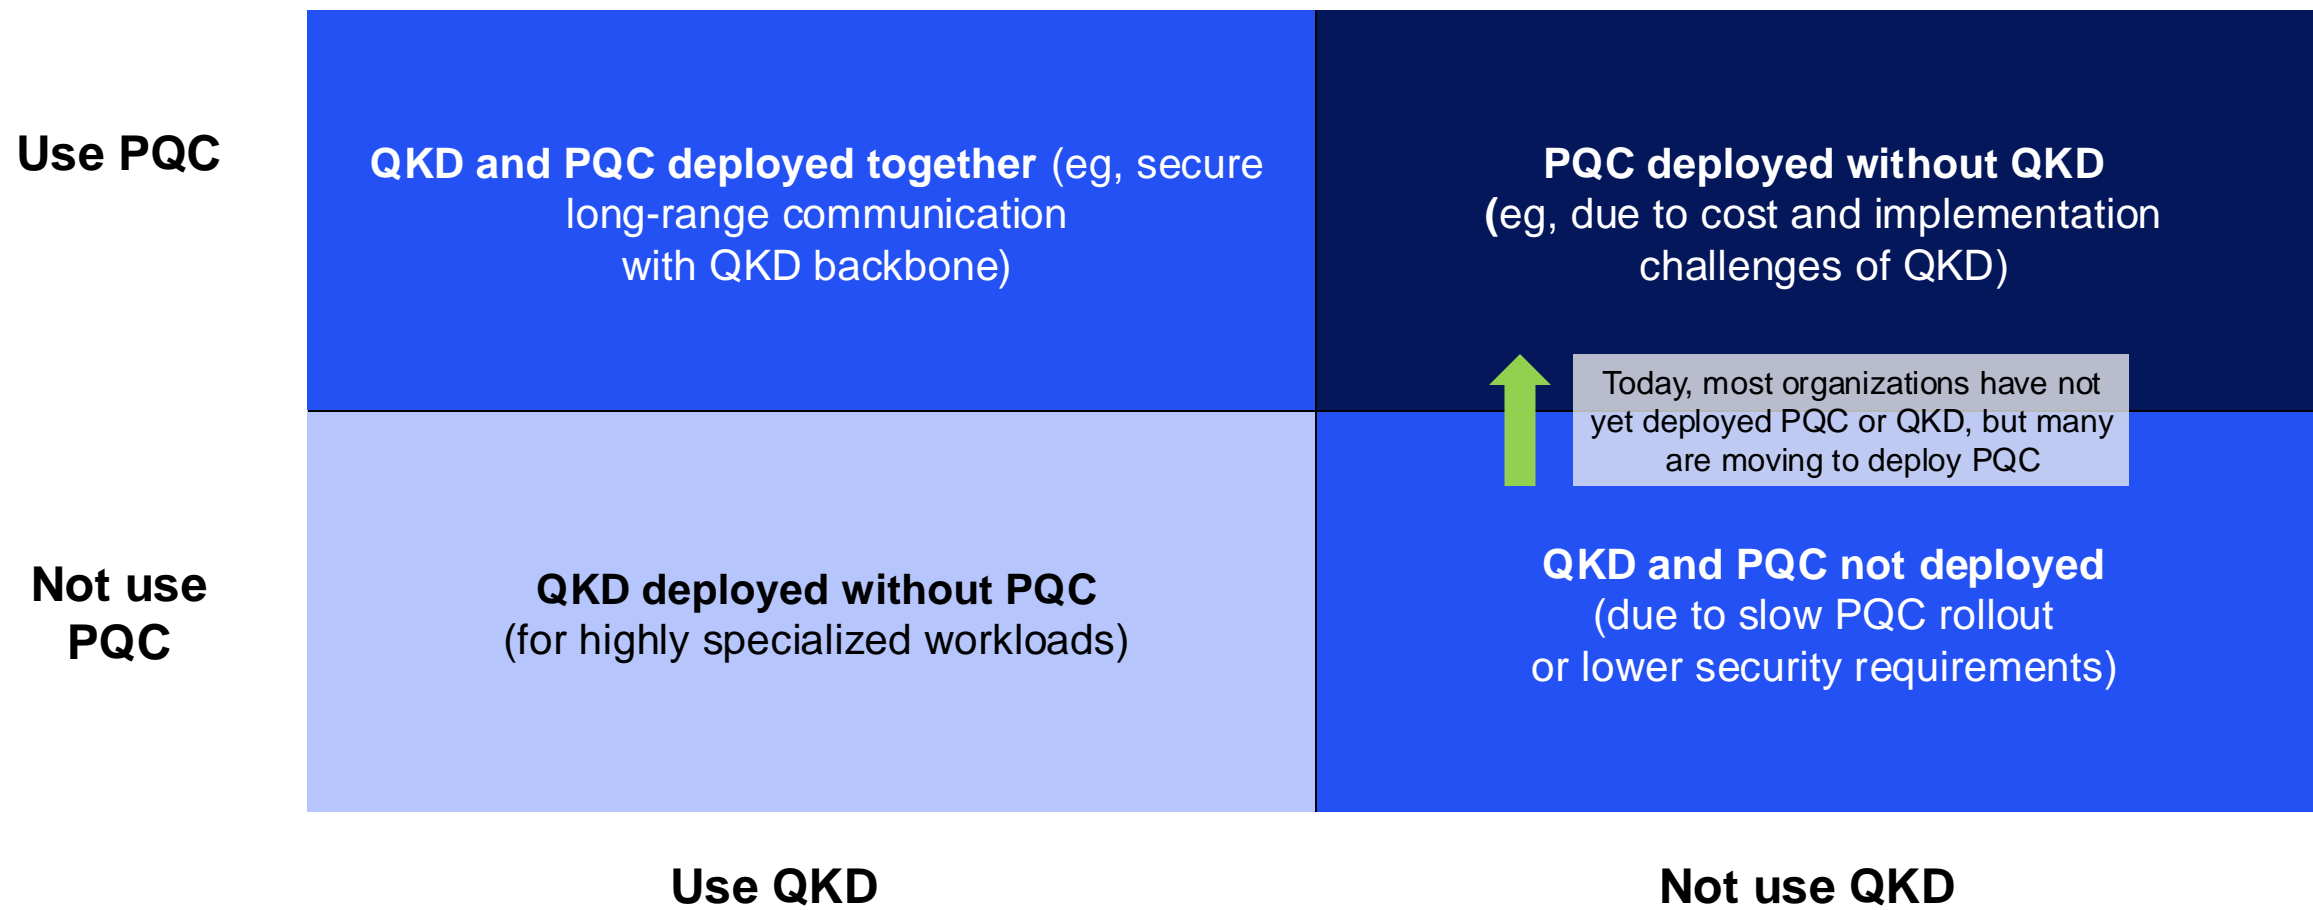 Use PQC
QKD and PQC deployed together (eg, secure
long-range communication
with QKD backbone)
PQC deployed without QKD
(eg, due to cost and implementation
challenges of QKD)
Today, most organizations have not
yet deployed PQC or QKD, but many
are moving to deploy PQC
Not use
PQC
QKD deployed without PQC
(for highly specialized workloads)
QKD and PQC not deployed
(due to slow PQC rollout
or lower security requirements)
Use QKD
Not use QKD